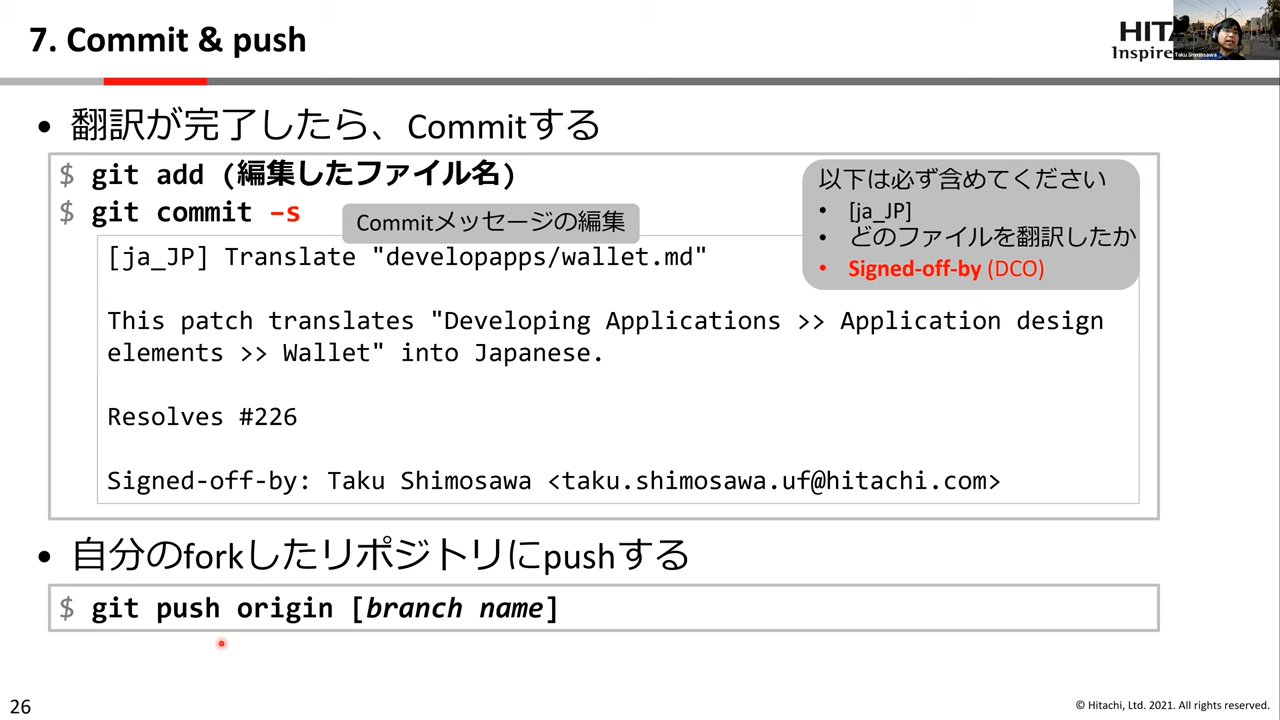 7. Commit & push
HITA
Inspire
Taku Shimosawa
• 翻訳が完了したら、Commitする
$ git add (編集したファイル名)
$ git commit –s
Commitメッセージの編集
以下は必ず含めてください
• [ja_JP]
• どのファイルを翻訳したか
• Signed-off-by (DCO)
[ja_JP] Translate "developapps/wallet.md"
This patch translates "Developing Applications >> Application design
elements >> Wallet" into Japanese.
Resolves #226
Signed-off-by: Taku Shimosawa <taku.shimosawa.uf@hitachi.com>
• 自分のforkしたリポジトリにpushする
$ git push origin [branch name]
26
© Hitachi, Ltd. 2021. All rights reserved.